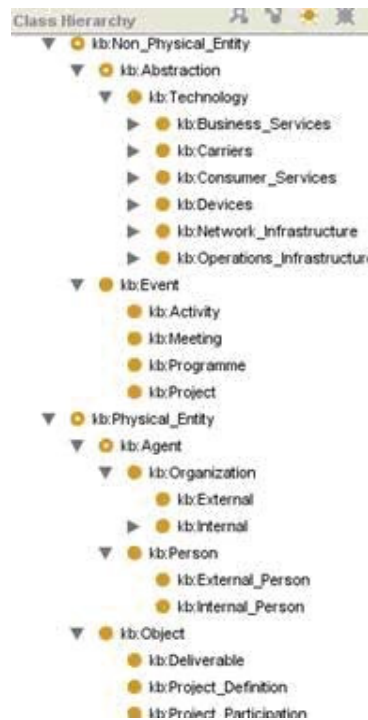 Class Hierarchy
kb:Non_Physical_Entity
kb:Abstraction
kb:Technology
kb:Business_Services
kb:Carriers
kb:Consumer_Services
kb:Devices
kb:Network_Infrastructure
kb:Operations_Infrastructure
kb:Event
kb:Activity
kb:Meeting
kb:Programme
kb:Project
kb:Physical_Entity
kb:Agent
kb:Organization
kb:External
kb:Internal
kb:Person
kb:External_Person
kb:Internal_Person
kb:Object
kb:Deliverable
kb:Project_Definition
kb:Project_Participation